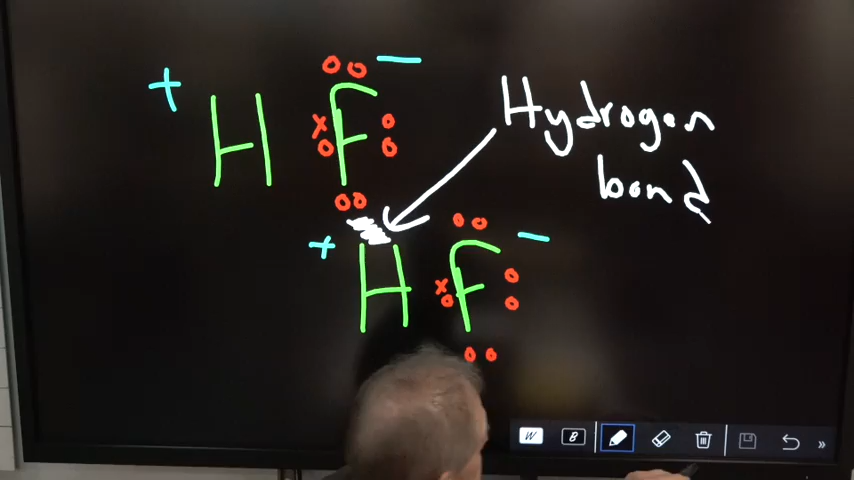 + H F −
Hydrogen
bond
+ H F −
W B